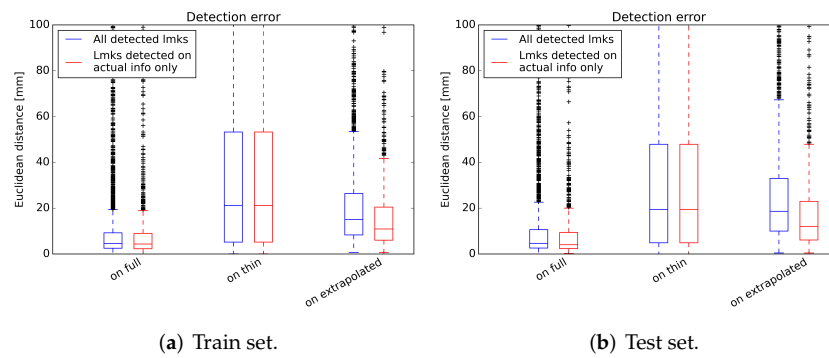 Detection error
100
80
60
40
20
0
Euclidean distance [mm]
All detected lmks
Lmks detected on
actual info only
on full
on thin
on extrapolated
(a) Train set.
Detection error
100
80
60
40
20
0
Euclidean distance [mm]
All detected lmks
Lmks detected on
actual info only
on full
on thin
on extrapolated
(b) Test set.